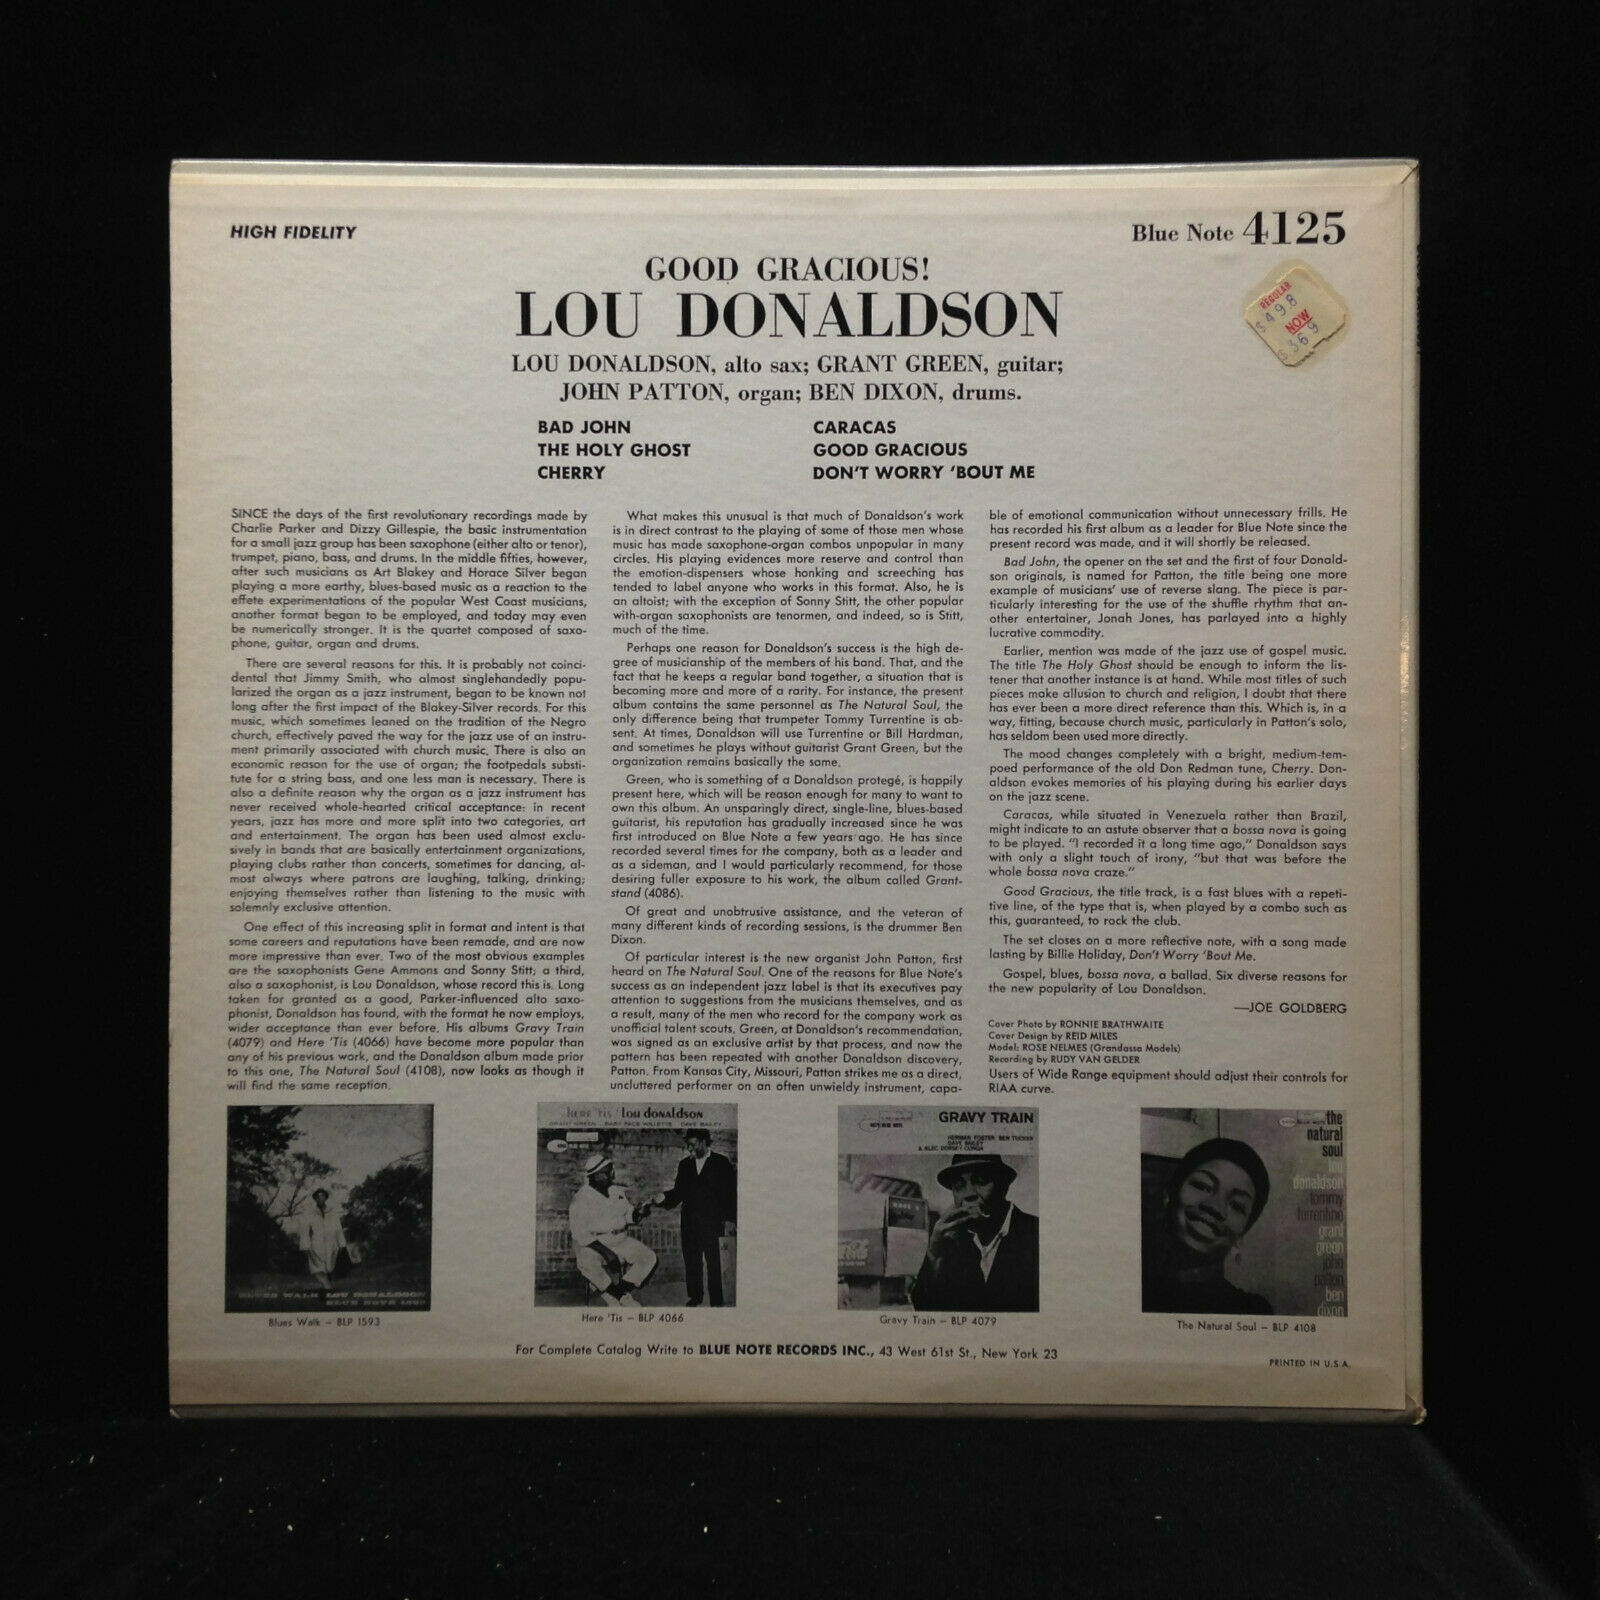 HIGH FIDELITY
Blue Note 4125
REGULAR
$498
NOW
$369
GOOD GRACIOUS!
LOU DONALDSON
LOU DONALDSON, alto sax; GRANT GREEN, guitar;
JOHN PATTON, organ; BEN DIXON, drums.
BAD JOHN
THE HOLY GHOST
CHERRY
CARACAS
GOOD GRACIOUS
DON'T WORRY 'BOUT ME
SINCE the days of the first revolutionary recordings made by
Charlie Parker and Dizzy Gillespie, the basic instrumentation
for a small jazz group has been saxophone (either alto or tenor),
trumpet, piano, bass, and drums. In the middle fifties, however,
after such musicians as Art Blakey and Horace Silver began
playing a more earthy, blues-based music as a reaction to the
effete experimentations of the popular West Coast musicians,
another format began to be employed, and today may even
be numerically stronger. It is the quartet composed of saxo-
phone, guitar, organ and drums.
There are several reasons for this. It is probably not coinci-
dental that Jimmy Smith, who almost singlehandedly popu-
larized the organ as a jazz instrument, began to be known not
long after the first impact of the Blakey-Silver records. For this
music, which sometimes leaned on the tradition of the Negro
church, effectively paved the way for the jazz use of an instru-
ment primarily associated with church music. There is also an
economic reason for the use of organ; the footpedals substi-
tute for a string bass, and one less man is necessary. There is
also a definite reason why the organ as a jazz instrument has
never received whole-hearted critical acceptance: in recent
years, jazz has more and more split into two categories, art
and entertainment. The organ has been used almost exclu-
sively in bands that are basically entertainment organizations,
playing clubs rather than concerts, sometimes for dancing, al-
most always where patrons are laughing, talking, drinking;
enjoying themselves rather than listening to the music with
solemnly exclusive attention.
One effect of this increasing split in format and intent is that
some careers and reputations have been remade, and are now
more impressive than ever. Two of the most obvious examples
are the saxophonists Gene Ammons and Sonny Stitt; a third,
also a saxophonist, is Lou Donaldson, whose record this is. Long
taken for granted as a good, Parker-influenced alto saxo-
phonist, Donaldson has found, with the format he now employs,
wider acceptance than ever before. His albums Gravy Train
(4079) and Here 'Tis (4066) have become more popular than
any of his previous work, and the Donaldson album made prior
to this one, The Natural Soul (4108), now looks as though it
will find the same reception.
What makes this unusual is that much of Donaldson's work
is in direct contrast to the playing of some of those men whose
music has made saxophone-organ combos unpopular in many
circles. His playing evidences more reserve and control than
the emotion-dispensers whose honking and screeching has
tended to label anyone who works in this format. Also, he is
an altoist; with the exception of Sonny Stitt, the other popular
with-organ saxophonists are tenormen, and indeed, so is Stitt,
much of the time.
Perhaps one reason for Donaldson's success is the high de-
gree of musicianship of the members of his band. That, and the
fact that he keeps a regular band together, a situation that is
becoming more and more of a rarity. For instance, the present
album contains the same personnel as The Natural Soul, the
only difference being that trumpeter Tommy Turrentine is ab-
sent. At times, Donaldson will use Turrentine or Bill Hardman,
and sometimes he plays without guitarist Grant Green, but the
organization remains basically the same.
Green, who is something of a Donaldson protegé, is happily
present here, which will be reason enough for many to want to
own this album. An unsparingly direct, single-line, blues-based
guitarist, his reputation has gradually increased since he was
first introduced on Blue Note a few years ago. He has since
recorded several times for the company, both as a leader and
as a sideman, and I would particularly recommend, for those
desiring fuller exposure to his work, the album called Grant-
stand (4086).
Of great and unobtrusive assistance, and the veteran of
many different kinds of recording sessions, is the drummer Ben
Dixon.
Of particular interest is the new organist John Patton, first
heard on The Natural Soul. One of the reasons for Blue Note's
success as an independent jazz label is that its executives pay
attention to suggestions from the musicians themselves, and as
a result, many of the men who record for the company work as
unofficial talent scouts. Green, at Donaldson's recommendation,
was signed as an exclusive artist by that process, and now the
pattern has been repeated with another Donaldson discovery,
Patton. From Kansas City, Missouri, Patton strikes me as a direct,
uncluttered performer on an often unwieldy instrument, capa-
ble of emotional communication without unnecessary frills. He
has recorded his first album as a leader for Blue Note since the
present record was made, and it will shortly be released.
Bad John, the opener on the set and the first of four Donald-
son originals, is named for Patton, the title being one more
example of musicians' use of reverse slang. The piece is par-
ticularly interesting for the use of the shuffle rhythm that an-
other entertainer, Jonah Jones, has parlayed into a highly
lucrative commodity.
Earlier, mention was made of the jazz use of gospel music.
The title The Holy Ghost should be enough to inform the lis-
tener that another instance is at hand. While most titles of such
pieces make allusion to church and religion, I doubt that there
has ever been a more direct reference than this. Which is, in a
way, fitting, because church music, particularly in Patton's solo,
has seldom been used more directly.
The mood changes completely with a bright, medium-tem-
poed performance of the old Don Redman tune, Cherry. Don-
aldson evokes memories of his playing during his earlier days
on the jazz scene.
Caracas, while situated in Venezuela rather than Brazil,
might indicate to an astute observer that a bossa nova is going
to be played. "I recorded it a long time ago," Donaldson says
with only a slight touch of irony, "but that was before the
whole bossa nova craze."
Good Gracious, the title track, is a fast blues with a repeti-
tive line, of the type that is, when played by a combo such as
this, guaranteed, to rock the club.
The set closes on a more reflective note, with a song made
lasting by Billie Holiday, Don't Worry 'Bout Me.
Gospel, blues, bossa nova, a ballad. Six diverse reasons for
the new popularity of Lou Donaldson.
—JOE GOLDBERG
Cover Photo by RONNIE BRATHWAITE
Cover Design by REID MILES
Model: ROSE NELMES (Grandassa Models)
Recording by RUDY VAN GELDER
Users of Wide Range equipment should adjust their controls for
RIAA curve.
BLUES WALK LOU DONALDSON
BLUE NOTE 1593
Blues Walk – BLP 1593
here 'tis / lou donaldson
GRANT GREEN BABY FACE WILLETTE DAVE BAILEY
Here 'Tis – BLP 4066
GRAVY TRAIN
HERMAN FOSTER BEN TUCKER
DAVE BAILEY
& ALEC DORSEY CONGA
Gravy Train – BLP 4079
the
natural
soul
lou
donaldson
tommy
turrentine
grant
green
john
patton
ben
dixon
The Natural Soul – BLP 4108
For Complete Catalog Write to BLUE NOTE RECORDS INC., 43 West 61st St., New York 23
PRINTED IN U.S.A.